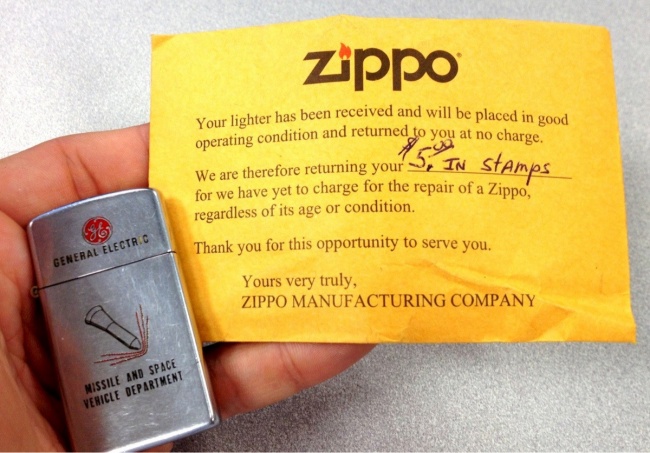 zippo
Your lighter has been received and will be placed in good
operating condition and returned to you at no charge.
We are therefore returning your $5.00 IN StAmps
for we have yet to charge for the repair of a Zippo,
regardless of its age or condition.
Thank you for this opportunity to serve you.
Yours very truly,
ZIPPO MANUFACTURING COMPANY
GE
GENERAL ELECTRIC
MISSILE AND SPACE
VEHICLE DEPARTMENT